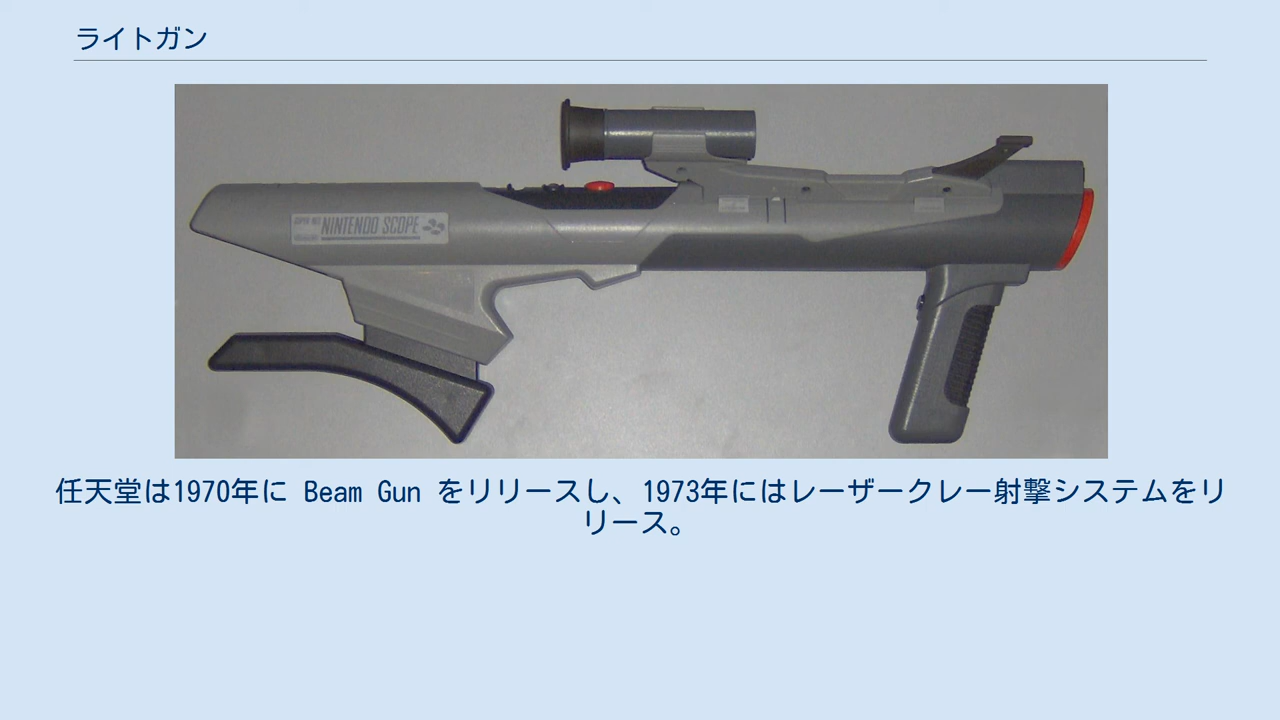 ライトガン
NINTENDO SCOPE
任天堂は1970年に Beam Gun をリリースし、1973年にはレーザークレー射撃システムをリ
リース。